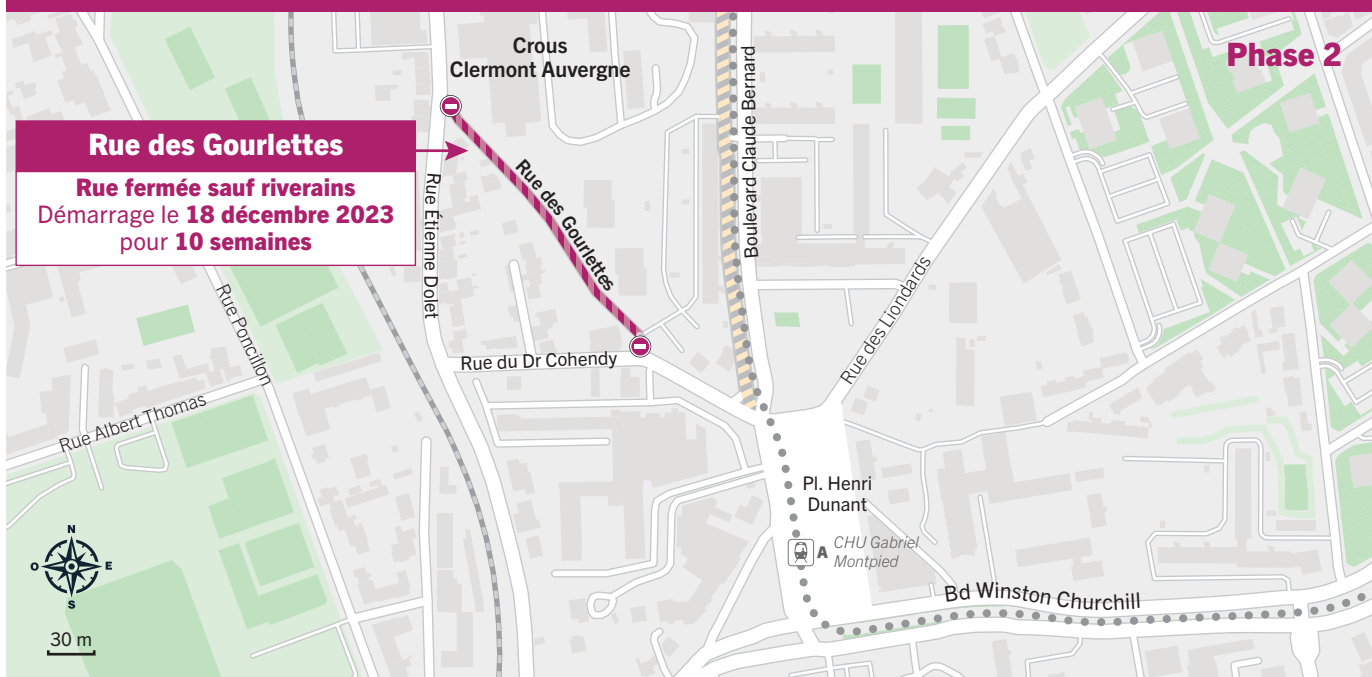 Phase 2
Crous
Clermont Auvergne
Boulevard Claude Bernard
Rue des Gourlettes
Rue fermée sauf riverains
Démarrage le 18 décembre 2023
pour 10 semaines
Rue des Gourlettes
Rue Étienne Dolet
Rue Poncillon
Rue des Liondards
Rue du Dr Cohendy
Rue Albert Thomas
Pl. Henri
Dunant
A
CHU Gabriel
Montpied
Bd Winston Churchill
N
O
E
S
30 m